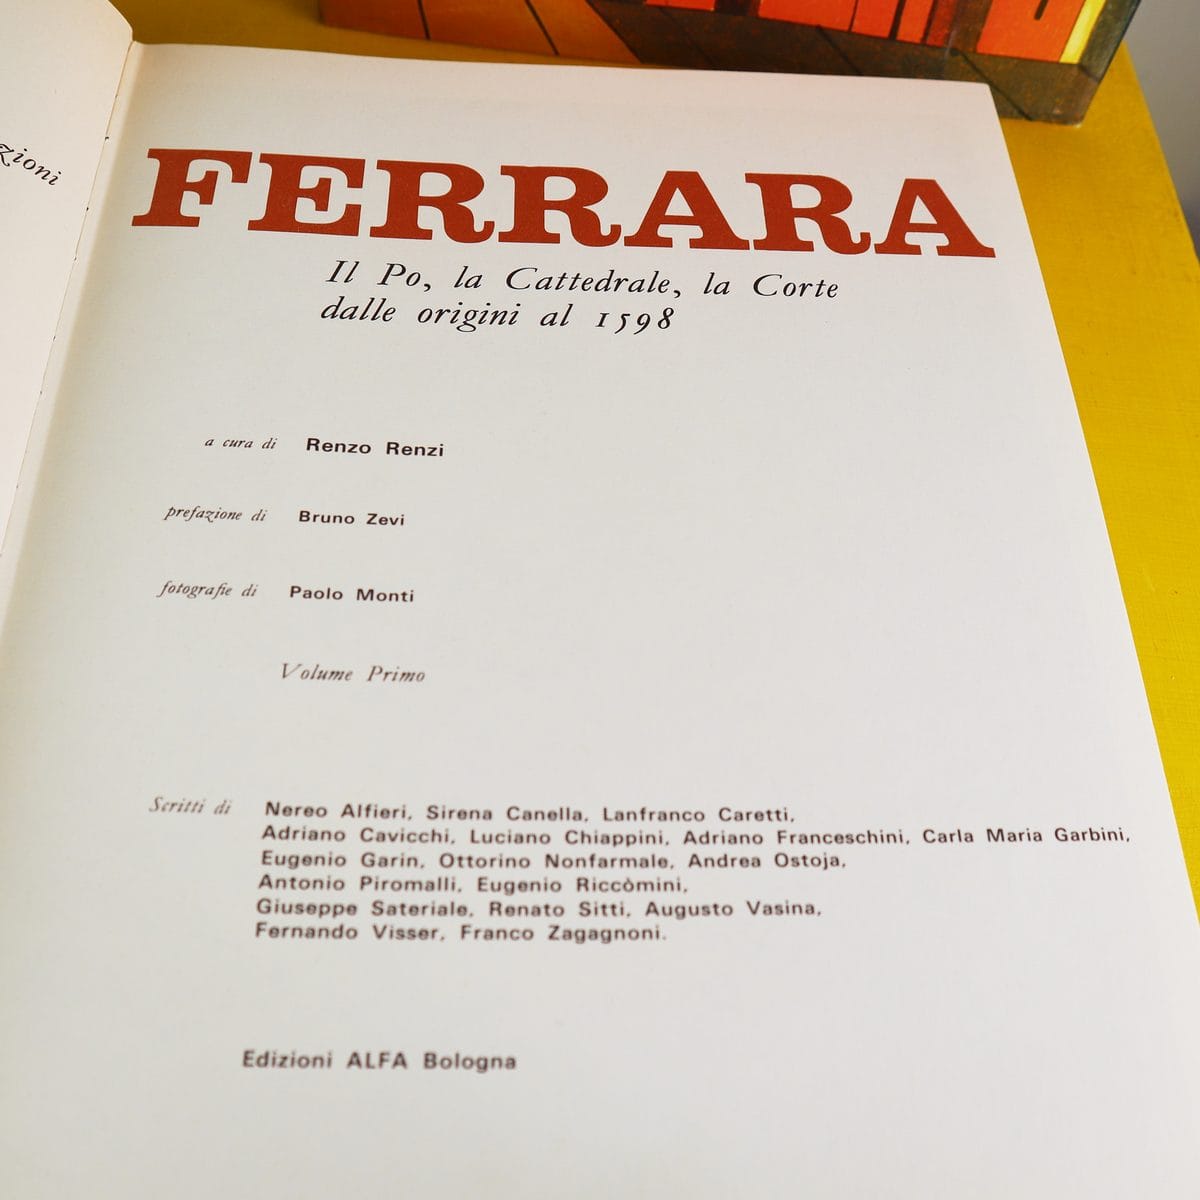 zioni
FERRARA
Il Po, la Cattedrale, la Corte
dalle origini al 1598
a cura di Renzo Renzi
prefazione di Bruno Zevi
fotografie di Paolo Monti
Volume Primo
Scritti di Nereo Alfieri, Sirena Canella, Lanfranco Caretti,
Adriano Cavicchi, Luciano Chiappini, Adriano Franceschini, Carla Maria Garbini,
Eugenio Garin, Ottorino Nonfarmale, Andrea Ostoja,
Antonio Piromalli, Eugenio Riccòmini,
Giuseppe Sateriale, Renato Sitti, Augusto Vasina,
Fernando Visser, Franco Zagagnoni.
Edizioni ALFA Bologna